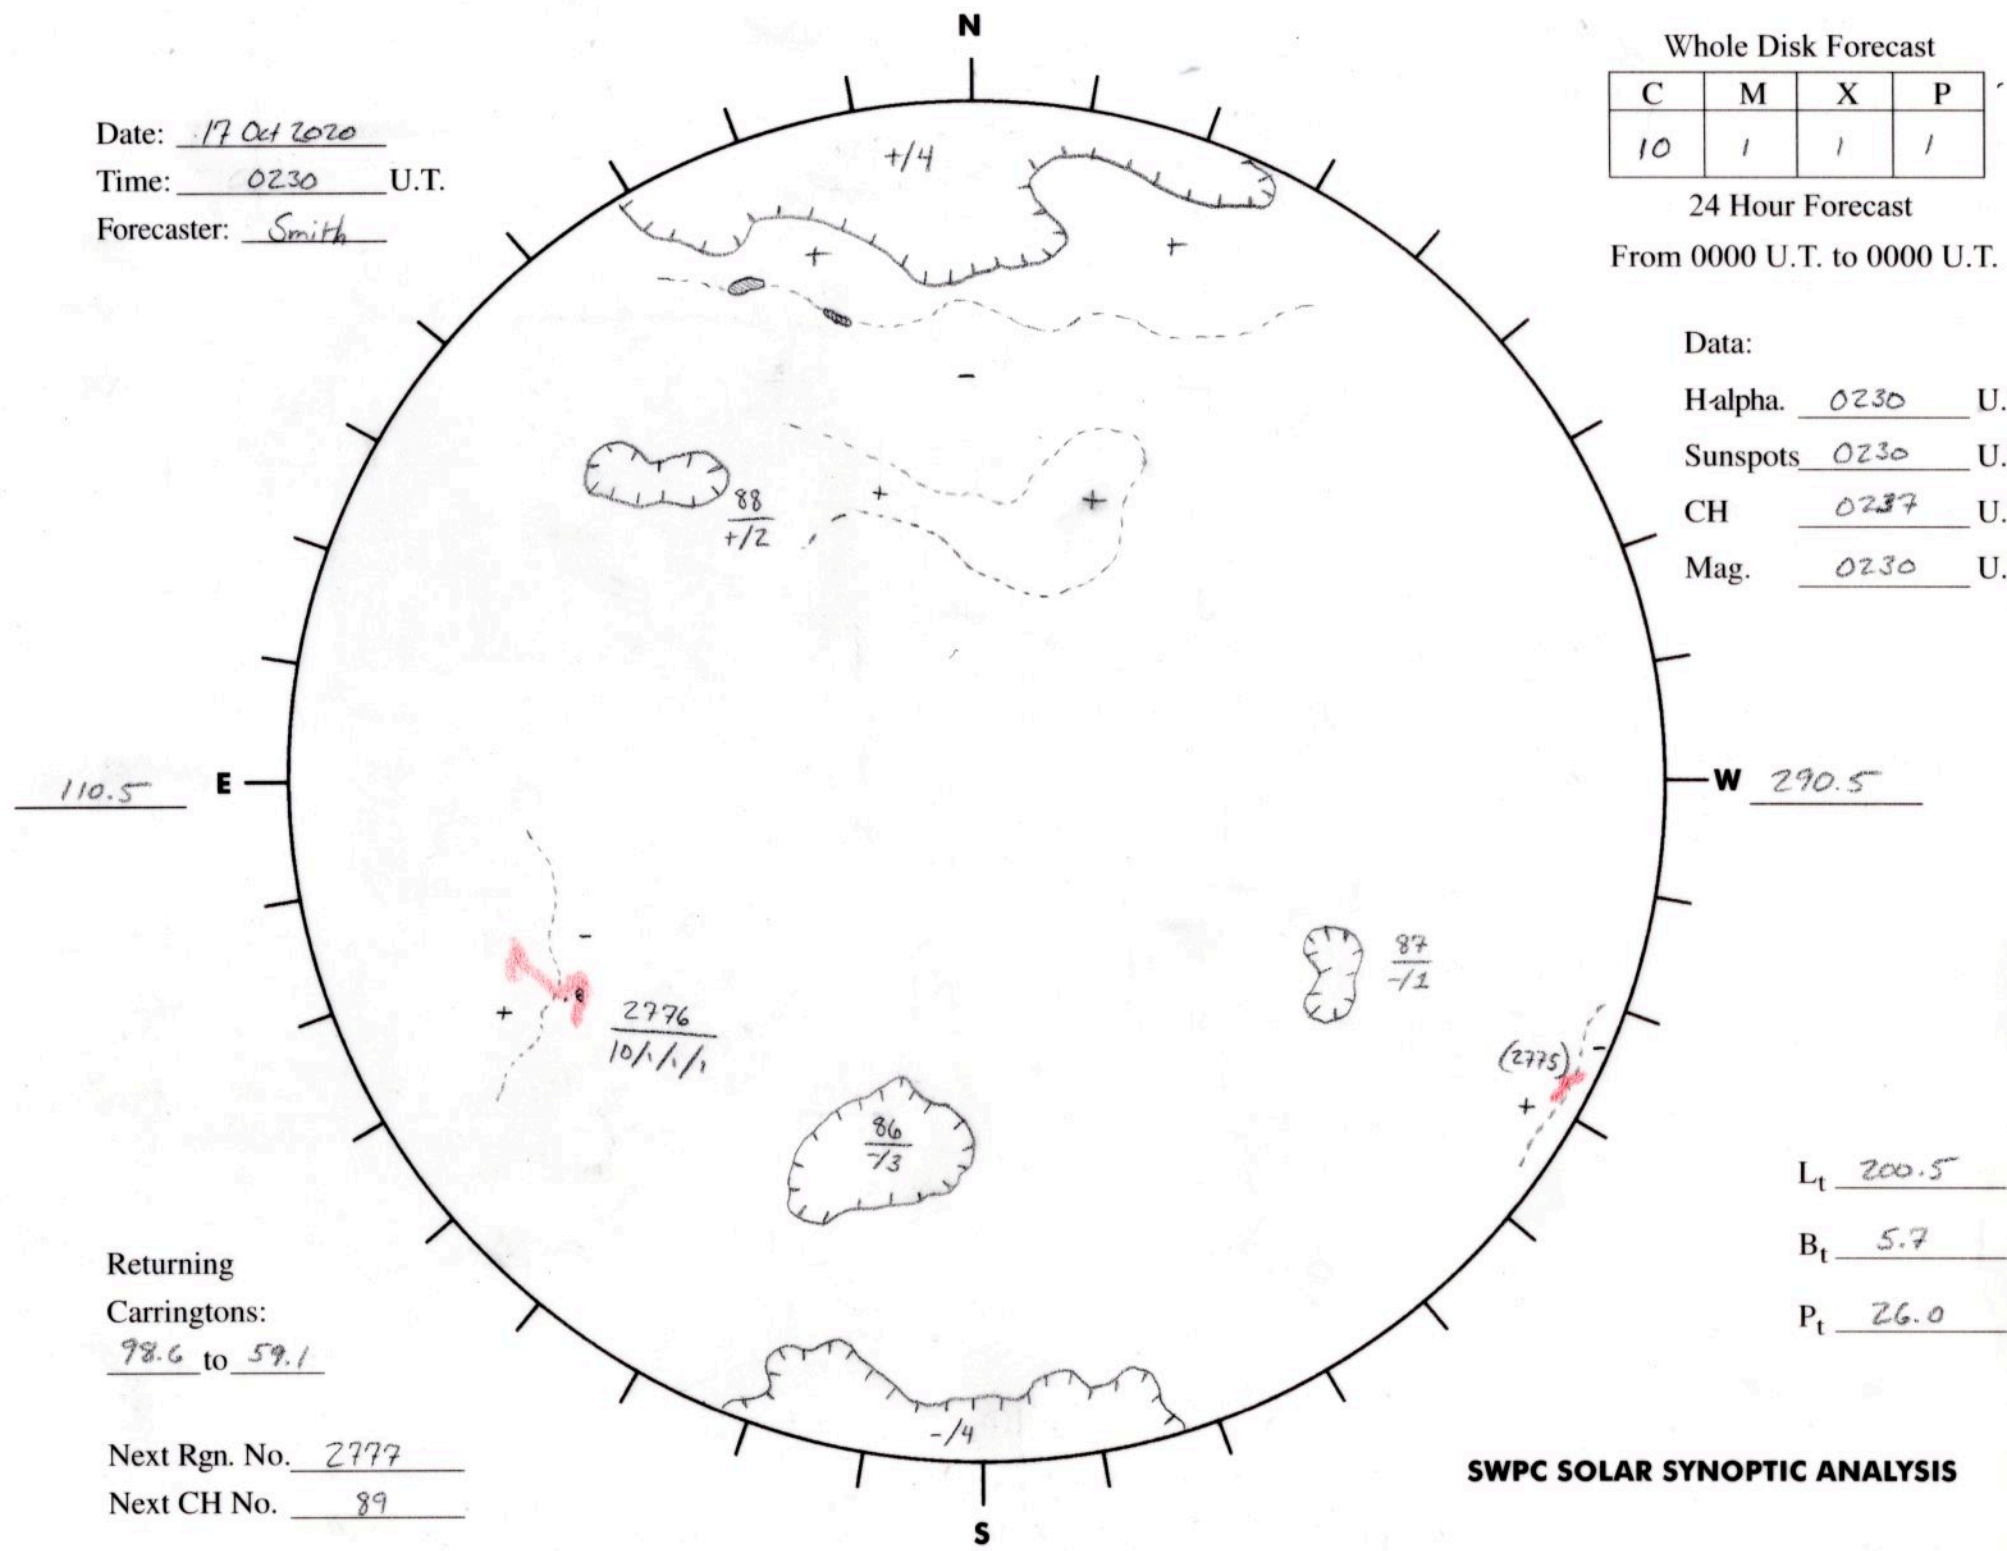 N
Whole Disk Forecast
C M X P
10 1 1 1
24 Hour Forecast
From 0000 U.T. to 0000 U.T.
Date: 17 Oct 2020
Time: 0230 U.T.
Forecaster: Smith
+/4
+
+
-
Data:
H-alpha. 0230 U.
Sunspots 0230 U.
CH 0237 U.
Mag. 0230 U.
88
+/2
+
+
110.5 E
W 290.5
-
+
2776
10/1/1/1
87
-/1
(2775)
-
+
86
-/3
Lt 200.5
Bt 5.7
Pt 26.0
Returning
Carringtons:
98.6 to 59.1
-/4
Next Rgn. No. 2777
Next CH No. 89
SWPC SOLAR SYNOPTIC ANALYSIS
S